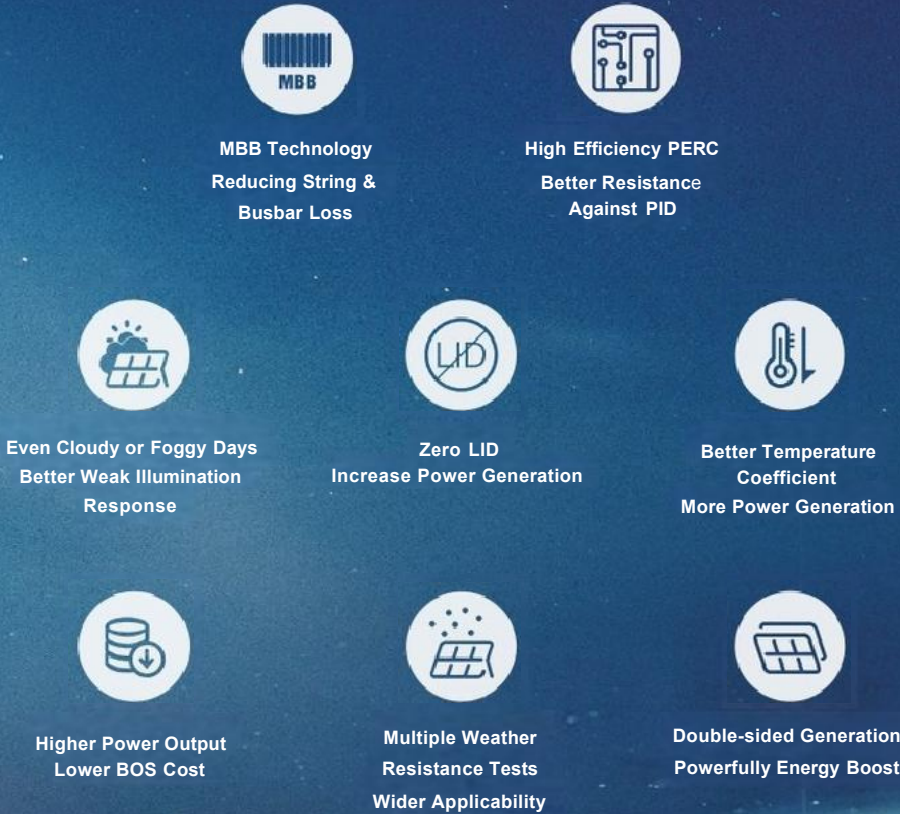 MBB
MBB Technology
Reducing String &
Busbar Loss
High Efficiency PERC
Better Resistance
Against PID
Even Cloudy or Foggy Days
Better Weak Illumination
Response
LID
Zero LID
Increase Power Generation
Better Temperature
Coefficient
More Power Generation
Higher Power Output
Lower BOS Cost
Multiple Weather
Resistance Tests
Wider Applicability
Double-sided Generation
Powerfully Energy Boost